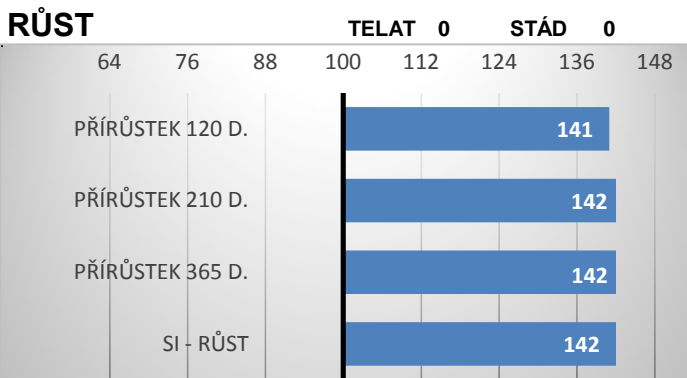 RŮST TELAT 0 STÁD 0
64 76 88 100 112 124 136 148
PŘÍRŮSTEK 120 D. 141
PŘÍRŮSTEK 210 D. 142
PŘÍRŮSTEK 365 D. 142
SI - RŮST 142